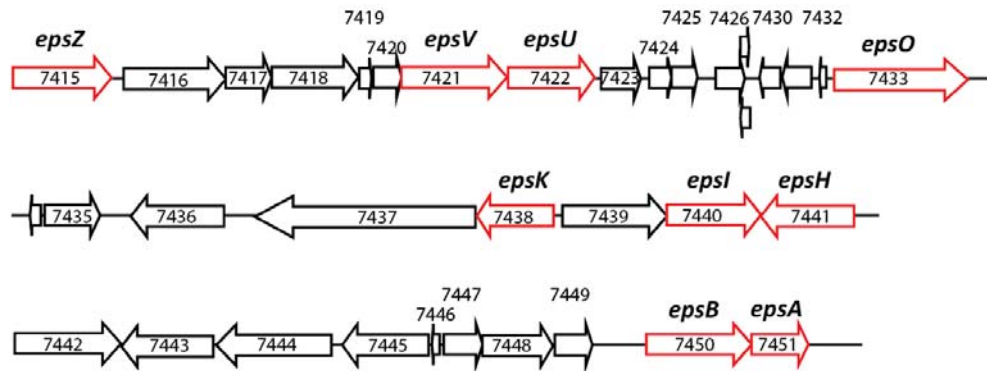 7419 7425 7426 7430 7432
epsZ 7420 epsV epsU 7424 epsO
7415 7416 7417 7418 7421 7422 7423 7433
epsK epsI epsH
7435 7436 7437 7438 7439 7440 7441
7447 7449
7446 epsB epsA
7442 7443 7444 7445 7448 7450 7451